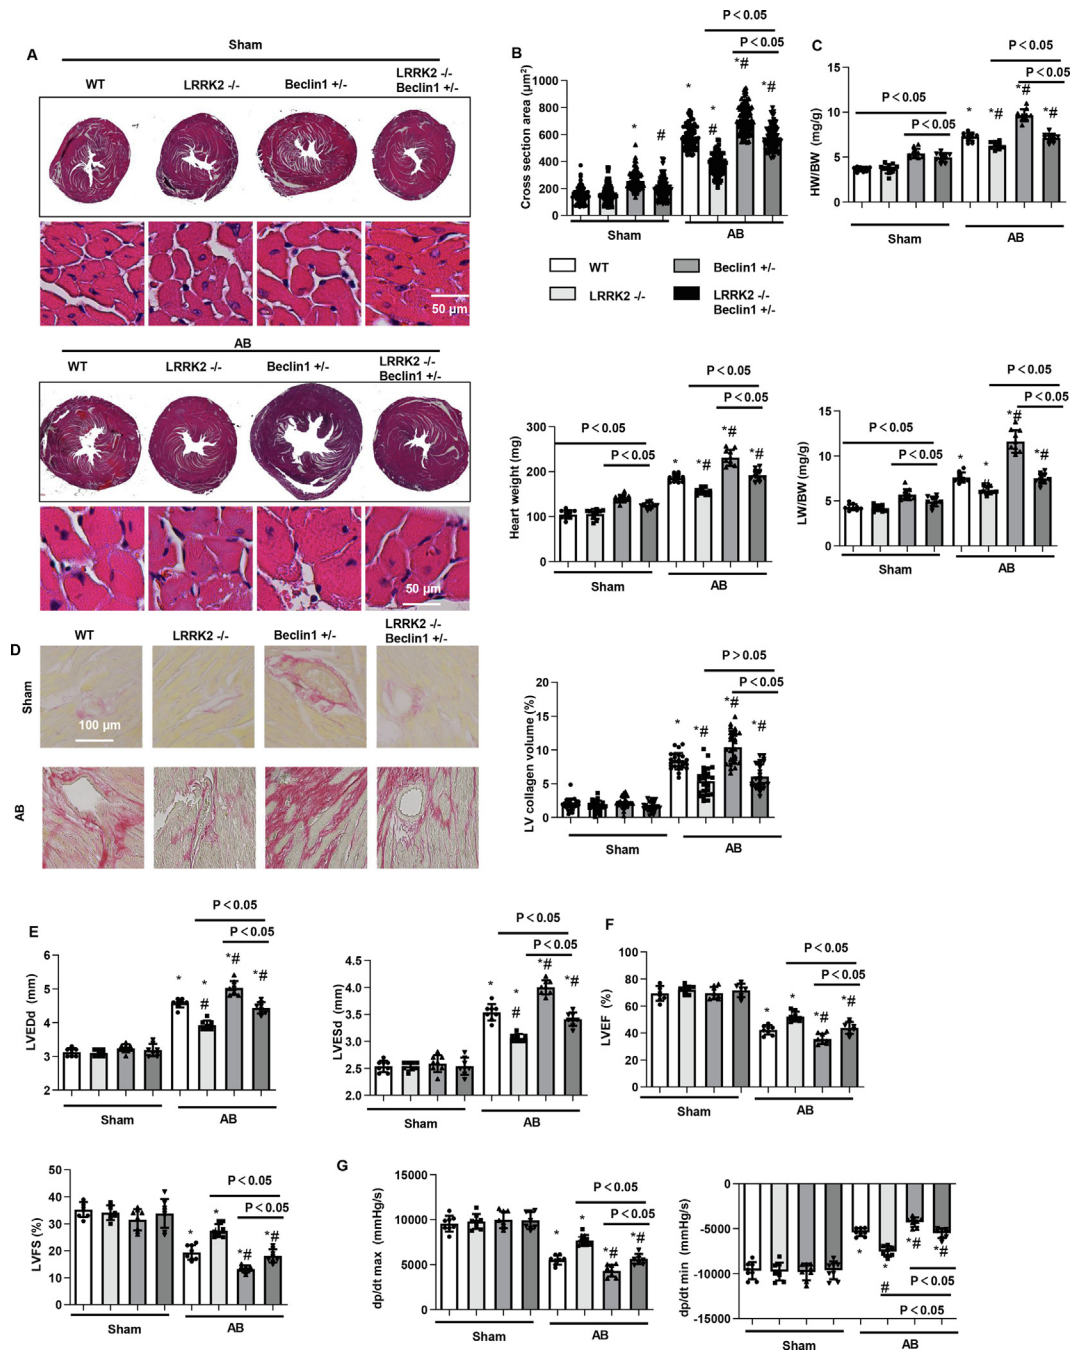 A
Sham
WT
LRRK2 -/-
Beclin1 +/-
LRRK2 -/-
Beclin1 +/-
50 µm
AB
WT
LRRK2 -/-
Beclin1 +/-
LRRK2 -/-
Beclin1 +/-
50 µm
B
P < 0.05
P < 0.05
Cross section area (µm²)
1000
800
600
400
200
0
*
#
*
*
#
*#
*#
Sham
AB
WT
LRRK2 -/-
Beclin1 +/-
LRRK2 -/-
Beclin1 +/-
C
P < 0.05
P < 0.05
P < 0.05
P < 0.05
HW/BW (mg/g)
15
10
5
0
*
*#
*#
*#
Sham
AB
P < 0.05
P < 0.05
P < 0.05
P < 0.05
Heart weight (mg)
300
200
100
0
*
*#
*#
*#
Sham
AB
P < 0.05
P < 0.05
P < 0.05
P < 0.05
LW/BW (mg/g)
15
10
5
0
*
*
#
*#
*#
Sham
AB
D
WT
LRRK2 -/-
Beclin1 +/-
LRRK2 -/-
Beclin1 +/-
Sham
100 µm
AB
P > 0.05
P < 0.05
LV collagen volume (%)
20
15
10
5
0
*
*#
*#
*#
Sham
AB
E
P < 0.05
P < 0.05
LVEDd (mm)
6
5
4
3
2
*
*
#
*#
*#
Sham
AB
P < 0.05
P < 0.05
LVESd (mm)
4.5
4.0
3.5
3.0
2.5
2.0
*
*
#
*#
*#
Sham
AB
F
P < 0.05
P < 0.05
LVEF (%)
100
80
60
40
20
0
*
*
*#
*#
Sham
AB
P < 0.05
P < 0.05
LVFS (%)
50
40
30
20
10
0
*
*
*#
*#
Sham
AB
G
P < 0.05
P < 0.05
dp/dt max (mmHg/s)
15000
10000
5000
0
*
*
*#
*#
Sham
AB
dp/dt min (mmHg/s)
0
-5000
-10000
-15000
*
*
#
*#
*#
P < 0.05
P < 0.05
Sham
AB